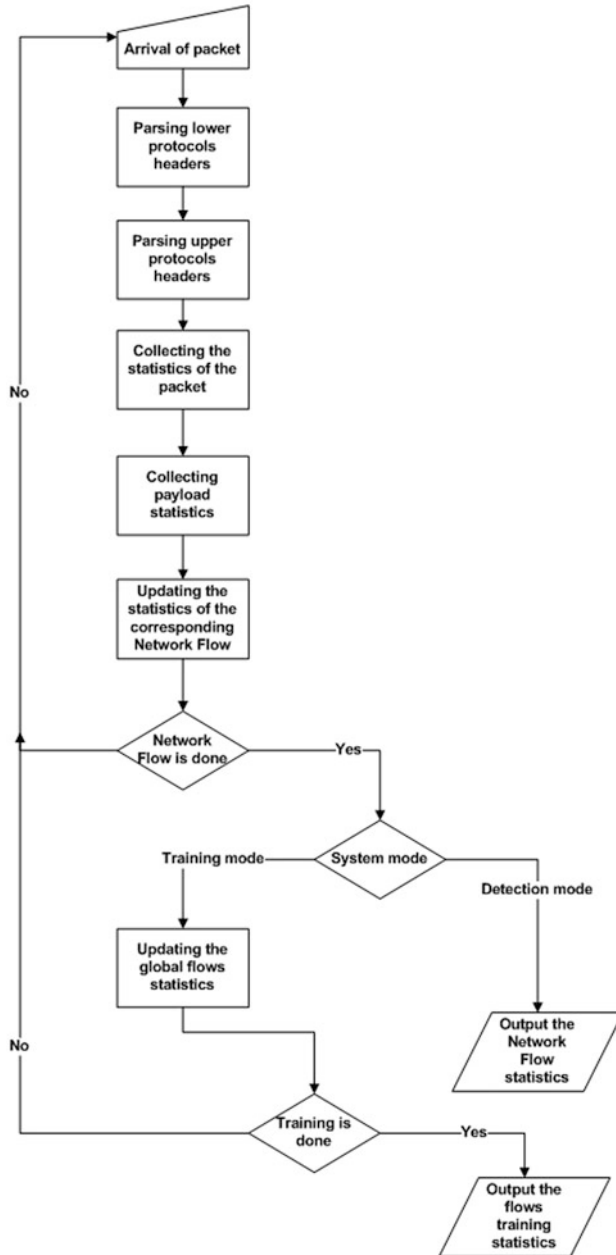 Arrival of packet
Parsing lower
protocols
headers
Parsing upper
protocols
headers
Collecting the
statistics of the
packet
No
Collecting
payload
statistics
Updating the
statistics of the
corresponding
Network Flow
Network
Flow is done
Yes
Training mode
System mode
Detection mode
Updating the
global flows
statistics
Output the
Network
Flow
statistics
No
Training is
done
Yes
Output the
flows
training
statistics